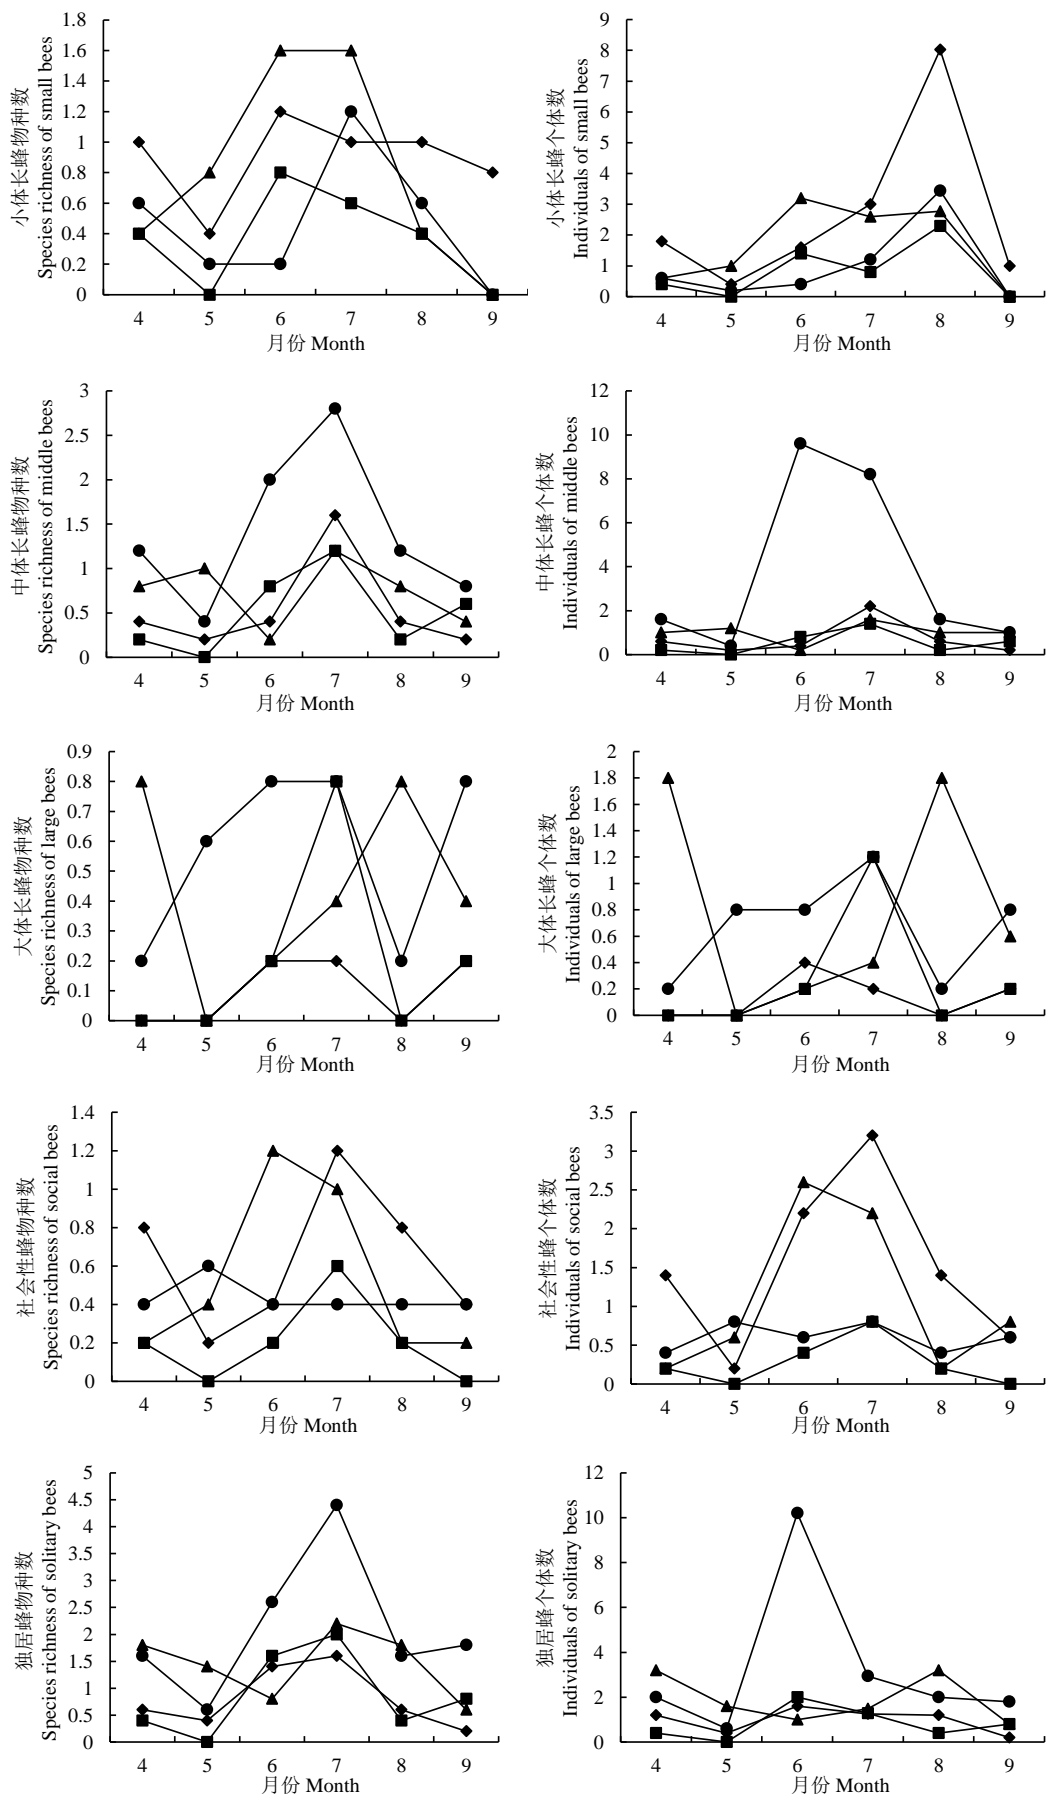 小体长蜂物种数
Species richness of small bees
1.8
1.6
1.4
1.2
1
0.8
0.6
0.4
0.2
0
4 5 6 7 8 9
月份 Month
小体长蜂个体数
Individuals of small bees
9
8
7
6
5
4
3
2
1
0
4 5 6 7 8 9
月份 Month
中体长蜂物种数
Species richness of middle bees
3
2.5
2
1.5
1
0.5
0
4 5 6 7 8 9
月份 Month
中体长蜂个体数
Individuals of middle bees
12
10
8
6
4
2
0
4 5 6 7 8 9
月份 Month
大体长蜂物种数
Species richness of large bees
0.9
0.8
0.7
0.6
0.5
0.4
0.3
0.2
0.1
0
4 5 6 7 8 9
月份 Month
大体长蜂个体数
Individuals of large bees
2
1.8
1.6
1.4
1.2
1
0.8
0.6
0.4
0.2
0
4 5 6 7 8 9
月份 Month
社会性蜂物种数
Species richness of social bees
1.4
1.2
1
0.8
0.6
0.4
0.2
0
4 5 6 7 8 9
月份 Month
社会性蜂个体数
Individuals of social bees
3.5
3
2.5
2
1.5
1
0.5
0
4 5 6 7 8 9
月份 Month
独居蜂物种数
Species richness of solitary bees
5
4.5
4
3.5
3
2.5
2
1.5
1
0.5
0
4 5 6 7 8 9
月份 Month
独居蜂个体数
Individuals of solitary bees
12
10
8
6
4
2
0
4 5 6 7 8 9
月份 Month